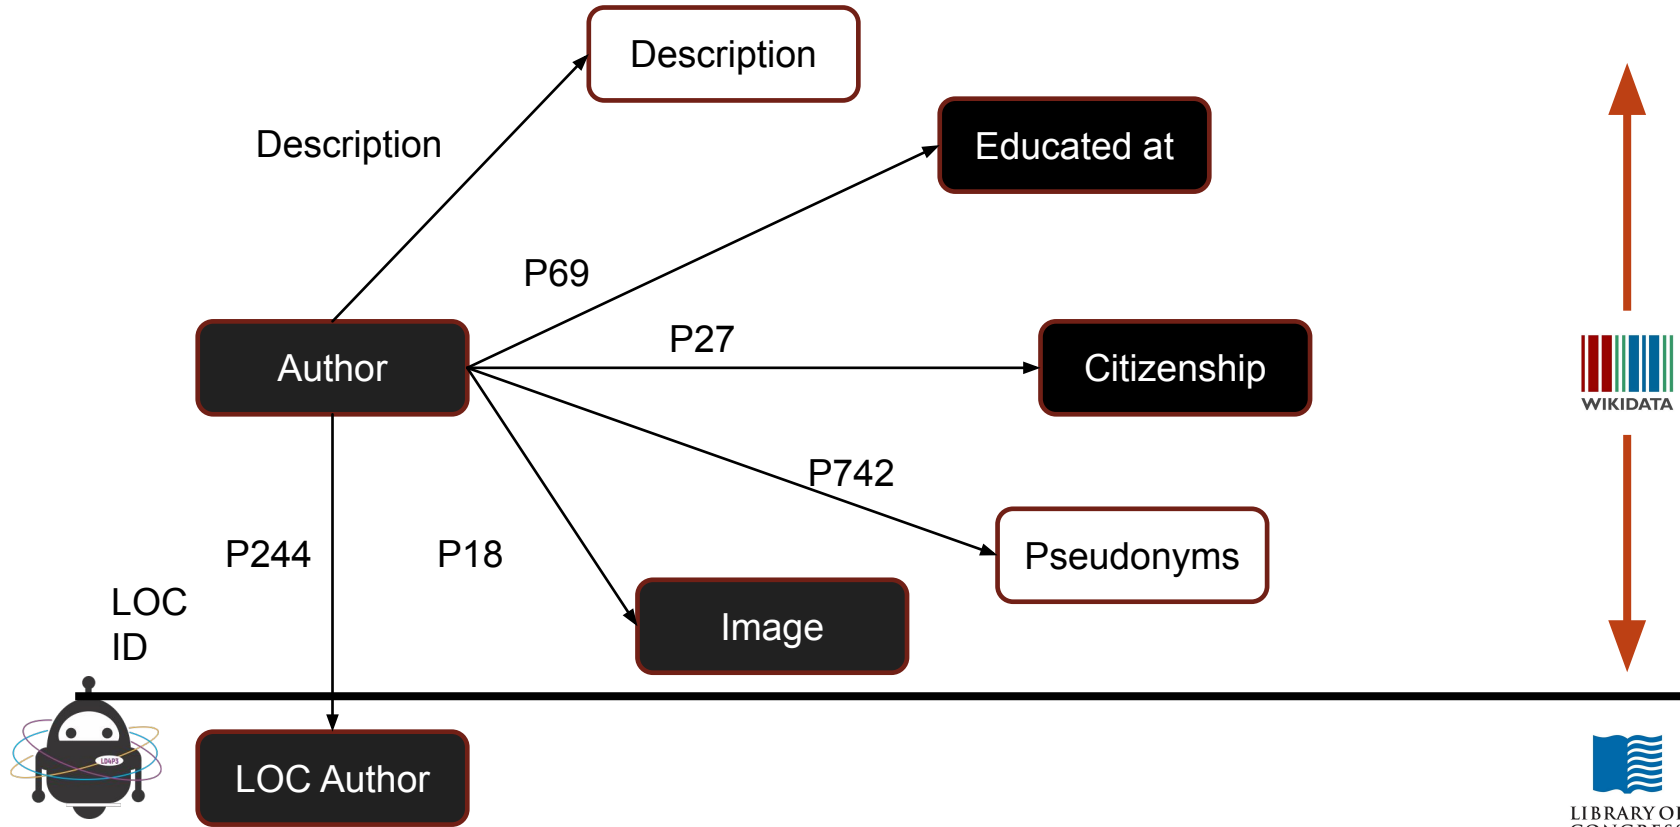 Description
Description
Educated at
P69
P27
Author
Citizenship
WIKIDATA
P742
P244
P18
Pseudonyms
LOC
ID
Image
LD4P3
LOC Author
LIBRARY OF
CONGRESS